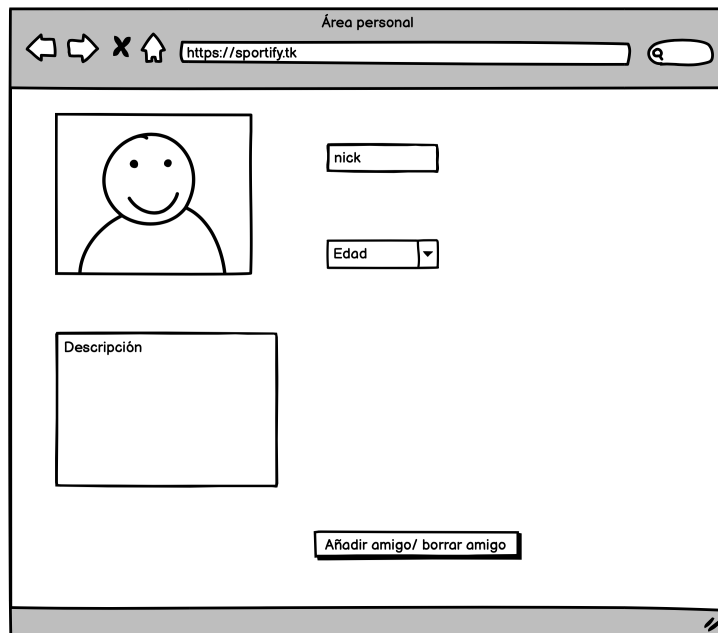 Área personal
https://sportify.tk
nick
Edad
Descripción
Añadir amigo/ borrar amigo